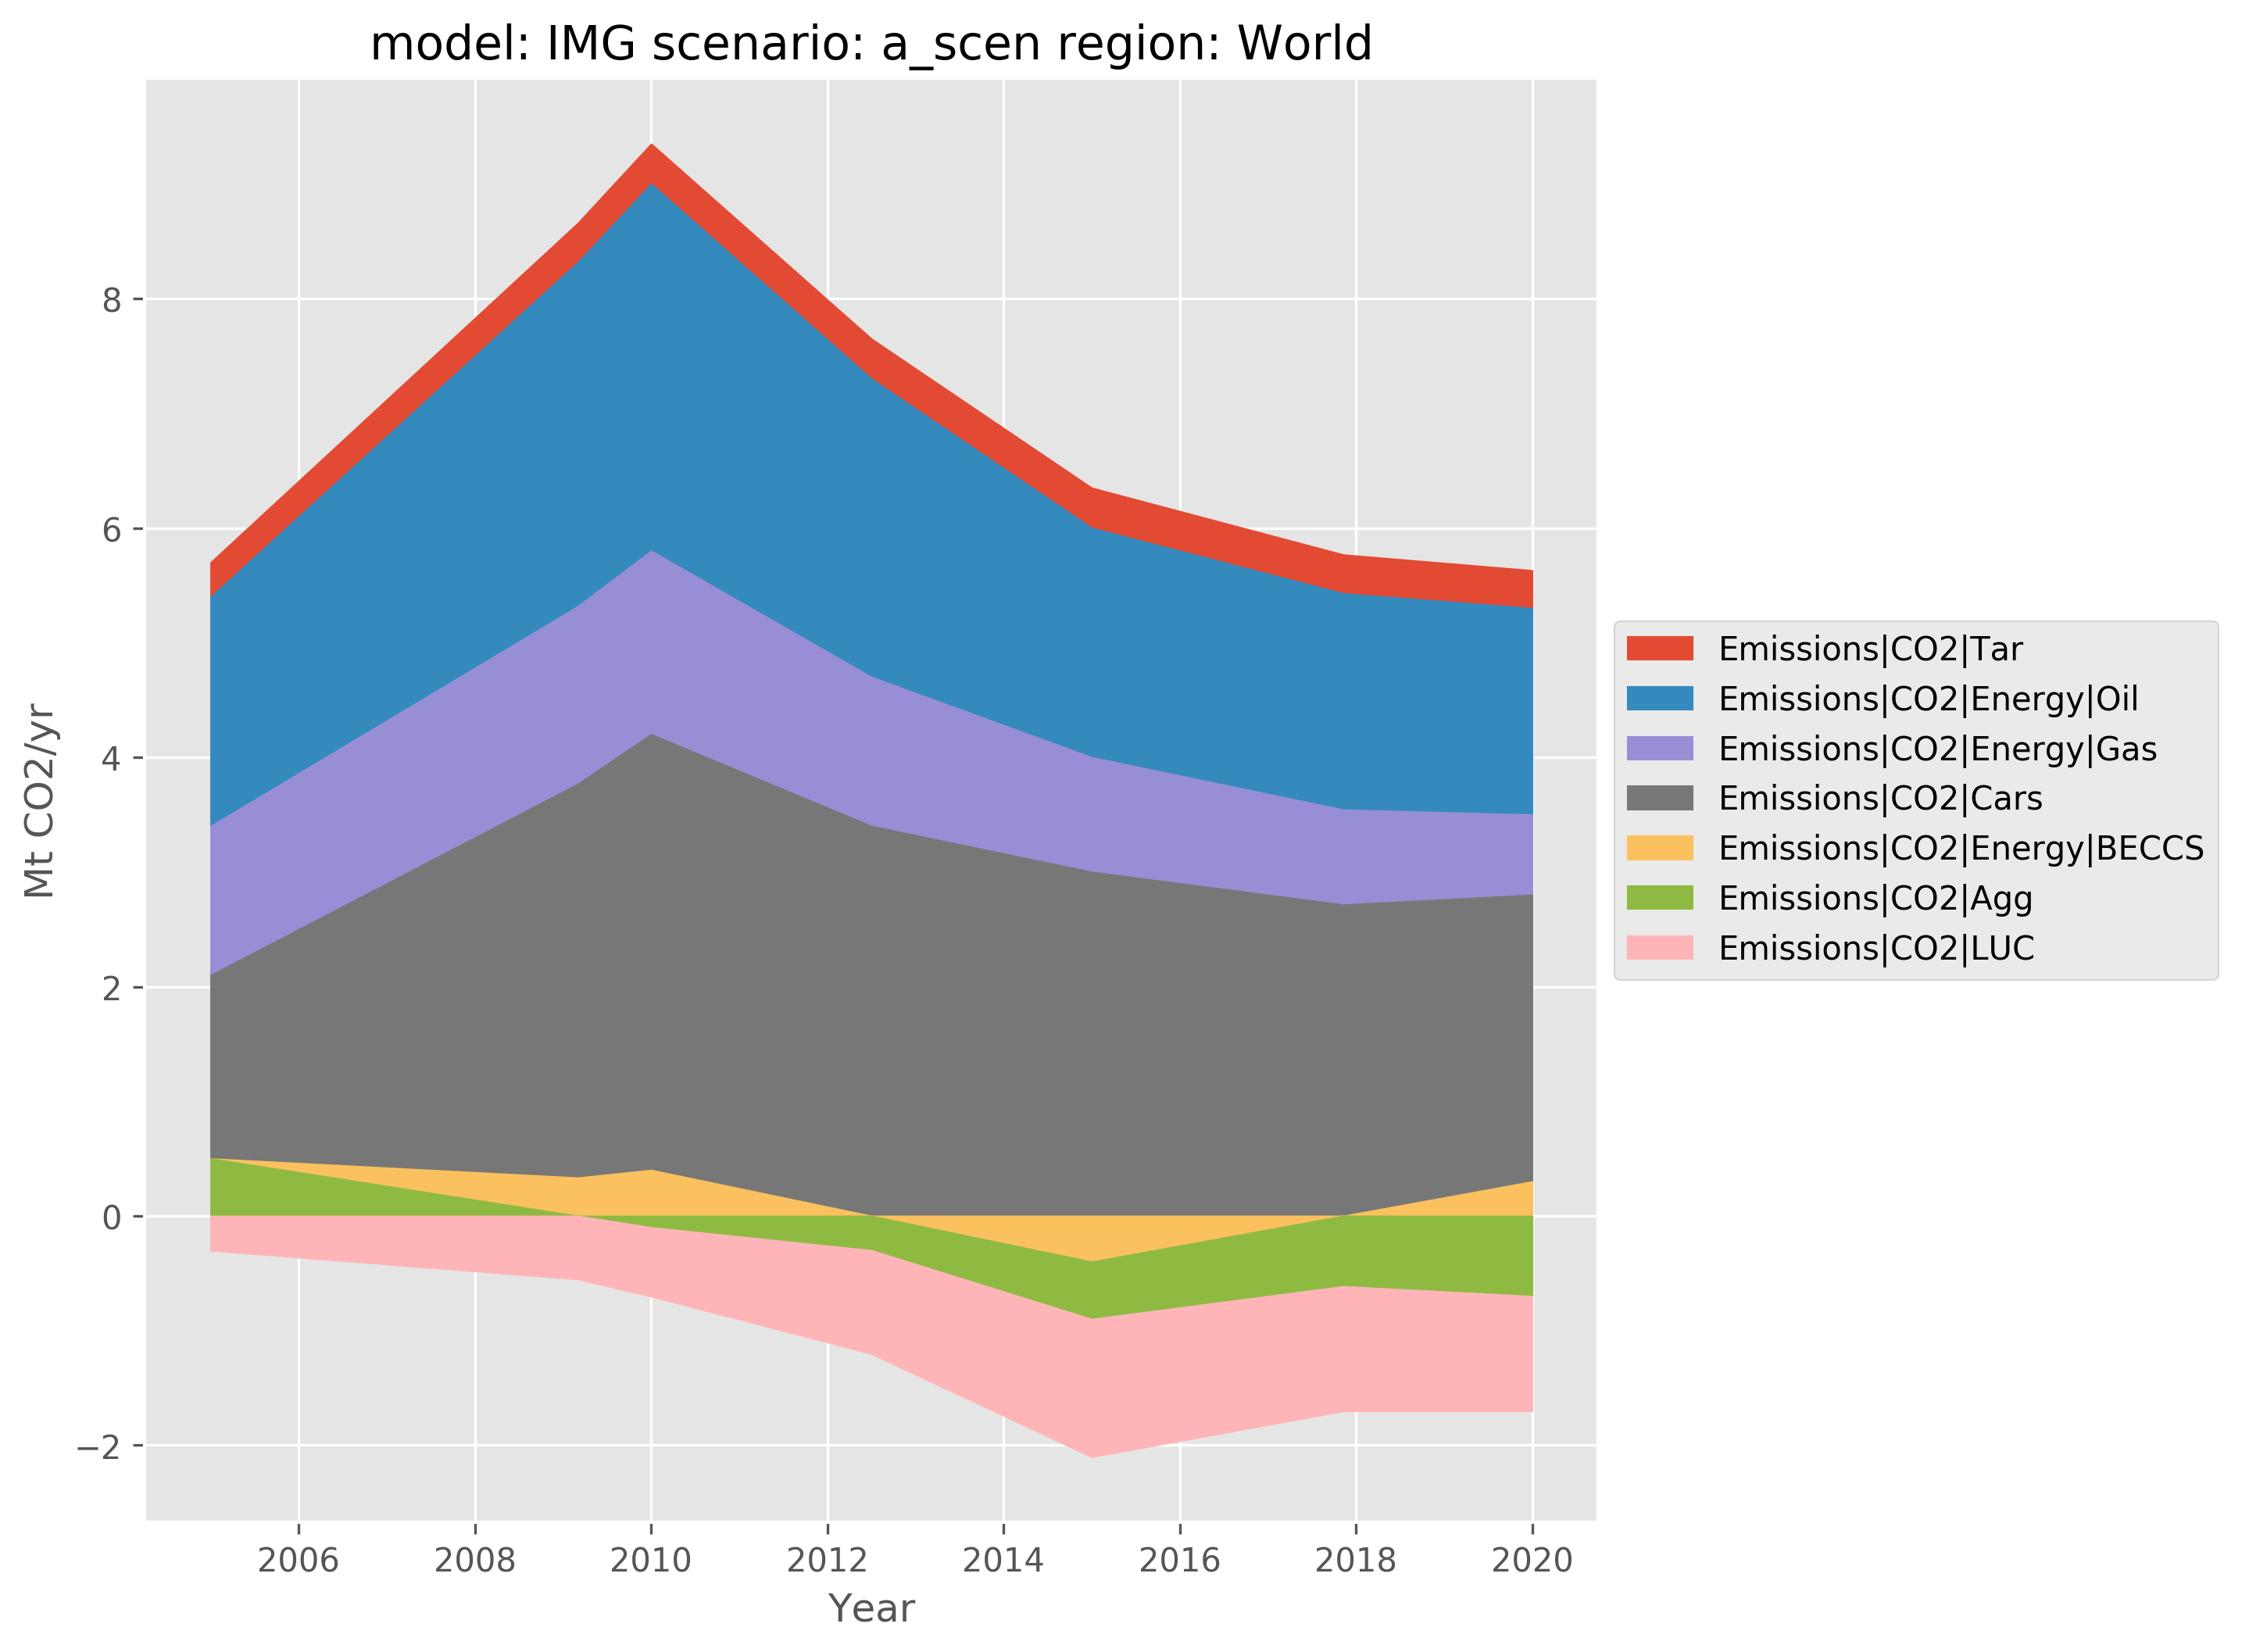 model: IMG scenario: a_scen region: World
8
6
4
2
0
−2
Mt CO2/yr
2006 2008 2010 2012 2014 2016 2018 2020
Year
Emissions|CO2|Tar
Emissions|CO2|Energy|Oil
Emissions|CO2|Energy|Gas
Emissions|CO2|Cars
Emissions|CO2|Energy|BECCS
Emissions|CO2|Agg
Emissions|CO2|LUC